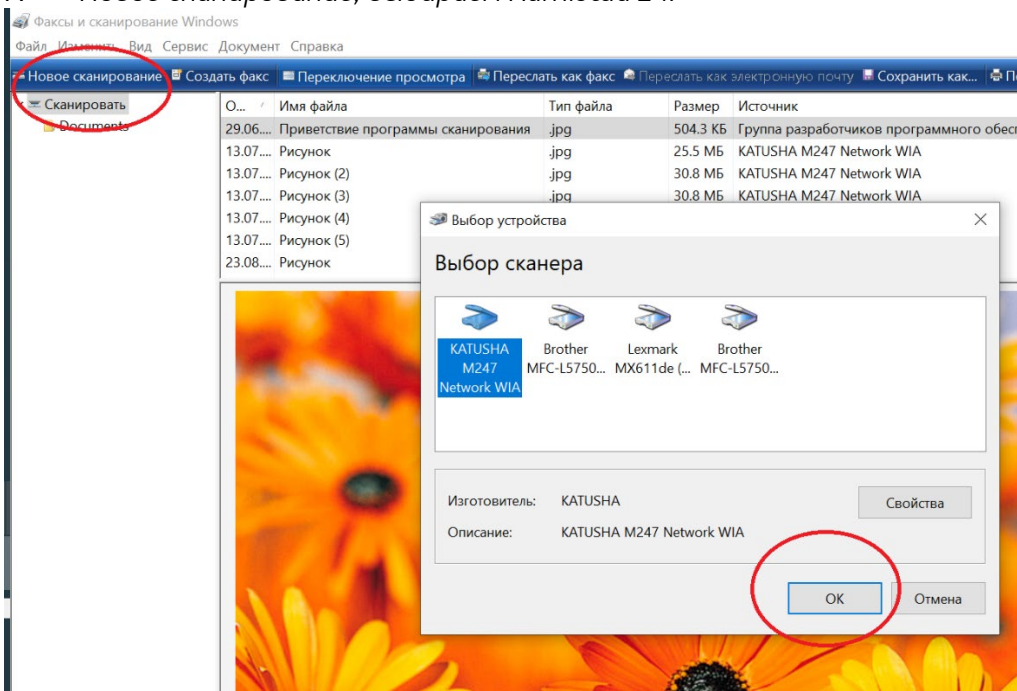 Новое сканирование, выбираем Katusha 247
Факсы и сканирование Windows
Файл Изменить Вид Сервис Документ Справка
Новое сканирование Создать факс Переключение просмотра Переслать как факс Переслать как электронную почту Сохранить как...
Сканировать
Documents
О... Имя файла Тип файла Размер Источник
29.06.... Приветствие программы сканирования .jpg 504.3 КБ Группа разработчиков программного
13.07.... Рисунок .jpg 25.5 МБ KATUSHA M247 Network WIA
13.07.... Рисунок (2) .jpg 30.8 МБ KATUSHA M247 Network WIA
13.07.... Рисунок (3) .jpg 30.8 МБ KATUSHA M247 Network WIA
13.07.... Рисунок (4)
13.07.... Рисунок (5)
23.08.... Рисунок
Выбор устройства
Выбор сканера
KATUSHA M247 Network WIA
Brother MFC-L5750...
Lexmark MX611de (...
Brother MFC-L5750...
Изготовитель: KATUSHA
Свойства
Описание: KATUSHA M247 Network WIA
OK Отмена